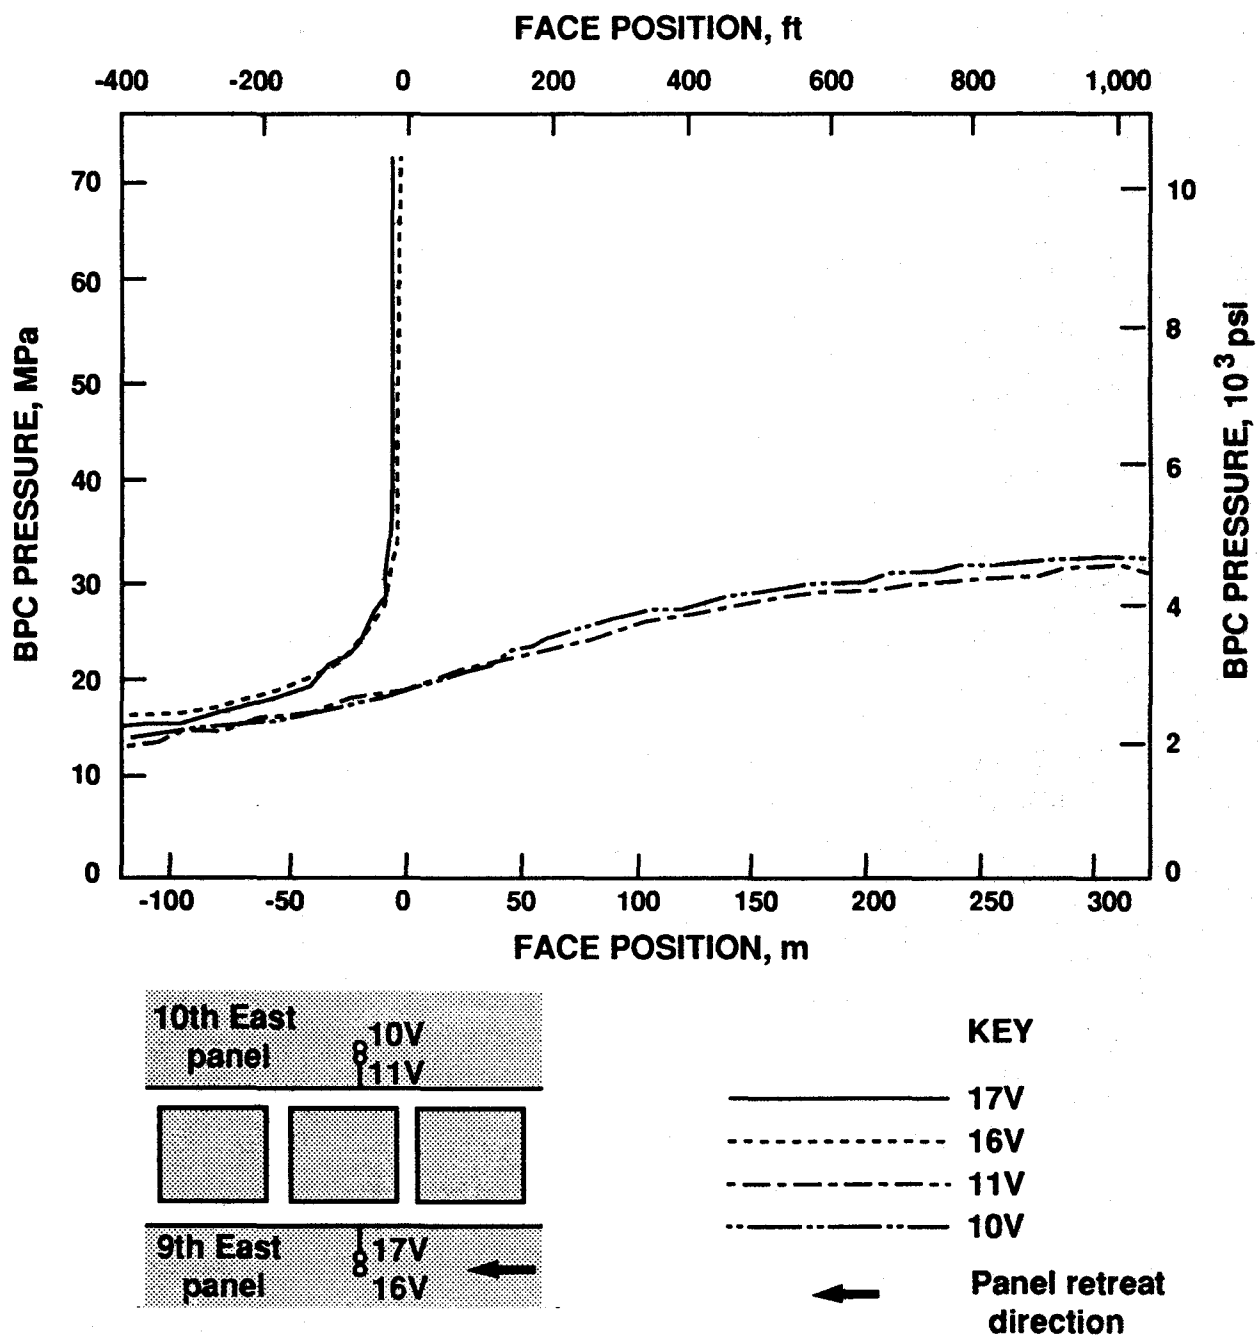 FACE POSITION, ft
-400 -200 0 200 400 600 800 1,000
BPC PRESSURE, MPa
70
60
50
40
30
20
10
0
10
8
6
4
2
0
BPC PRESSURE, 10³ psi
-100 -50 0 50 100 150 200 250 300
FACE POSITION, m
10th East
panel
10V
11V
9th East
panel
17V
16V
KEY
17V
16V
11V
10V
Panel retreat
direction